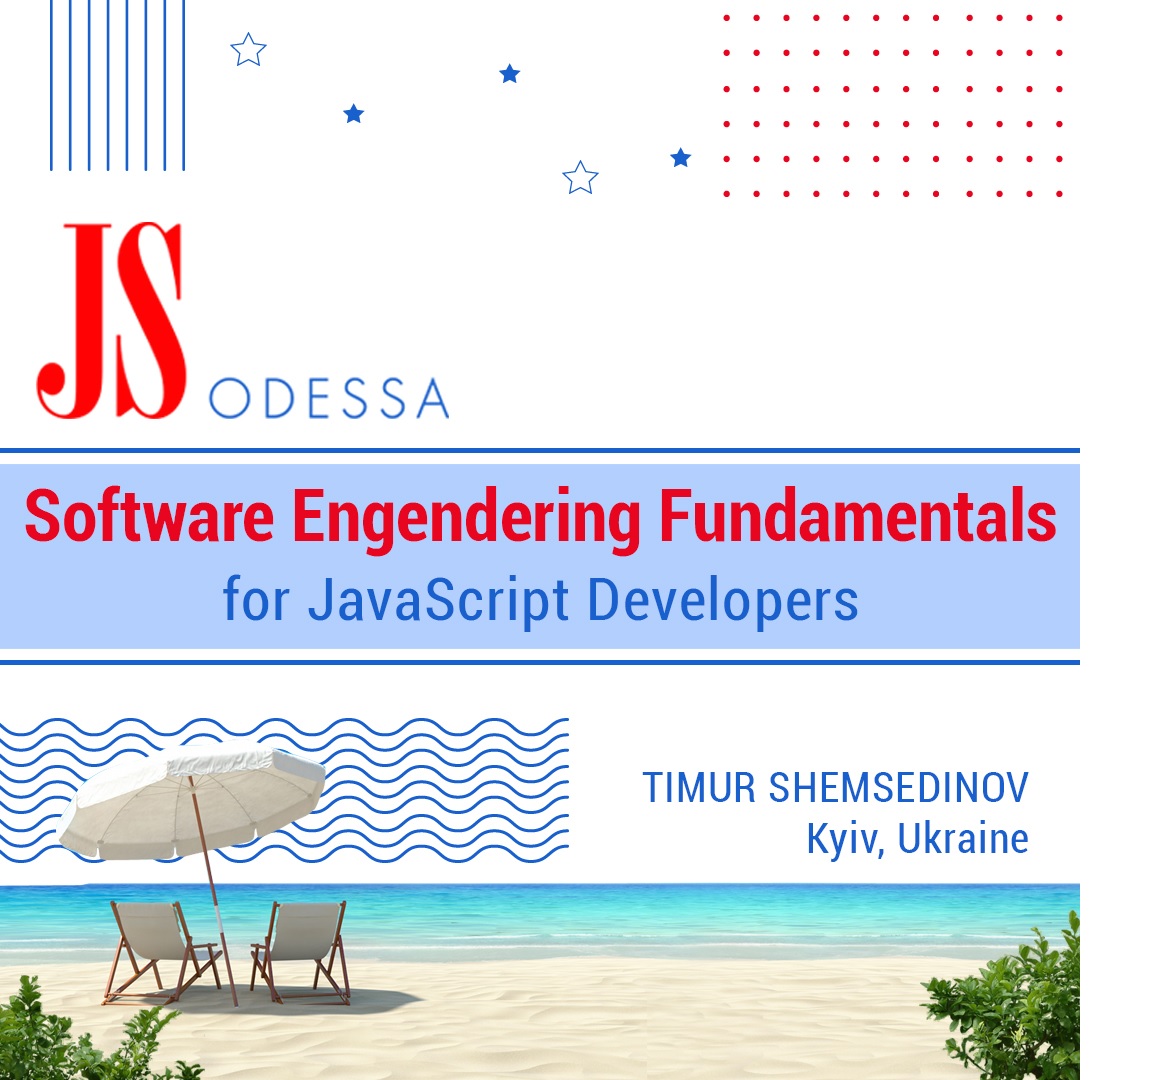 JS ODESSA
Software Engendering Fundamentals
for JavaScript Developers
TIMUR SHEMSEDINOV
Kyiv, Ukraine